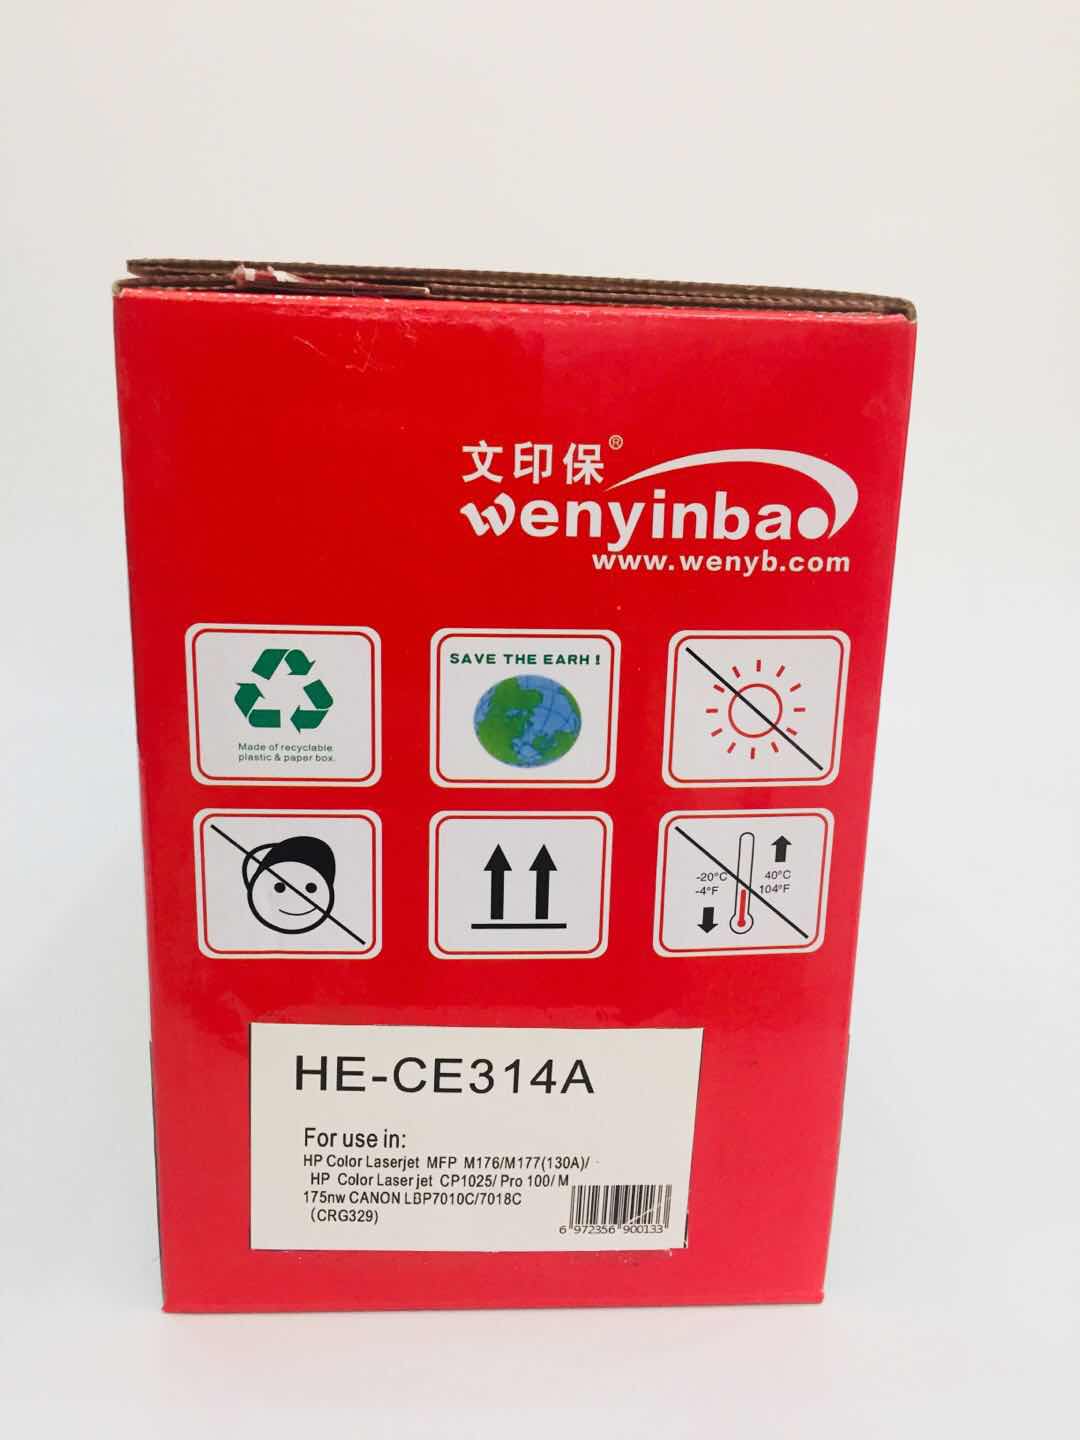 文印保®
wenyinbao
www.wenyb.com
Made of recyclable
plastic & paper box.
SAVE THE EARH !
-20°C
-4°F
40°C
104°F
HE-CE314A
For use in:
HP Color Laserjet MFP M176/M177(130A)/
HP Color Laser jet CP1025/ Pro 100/ M
175nw CANON LBP7010C/7018C
(CRG329)
6 972356 900133